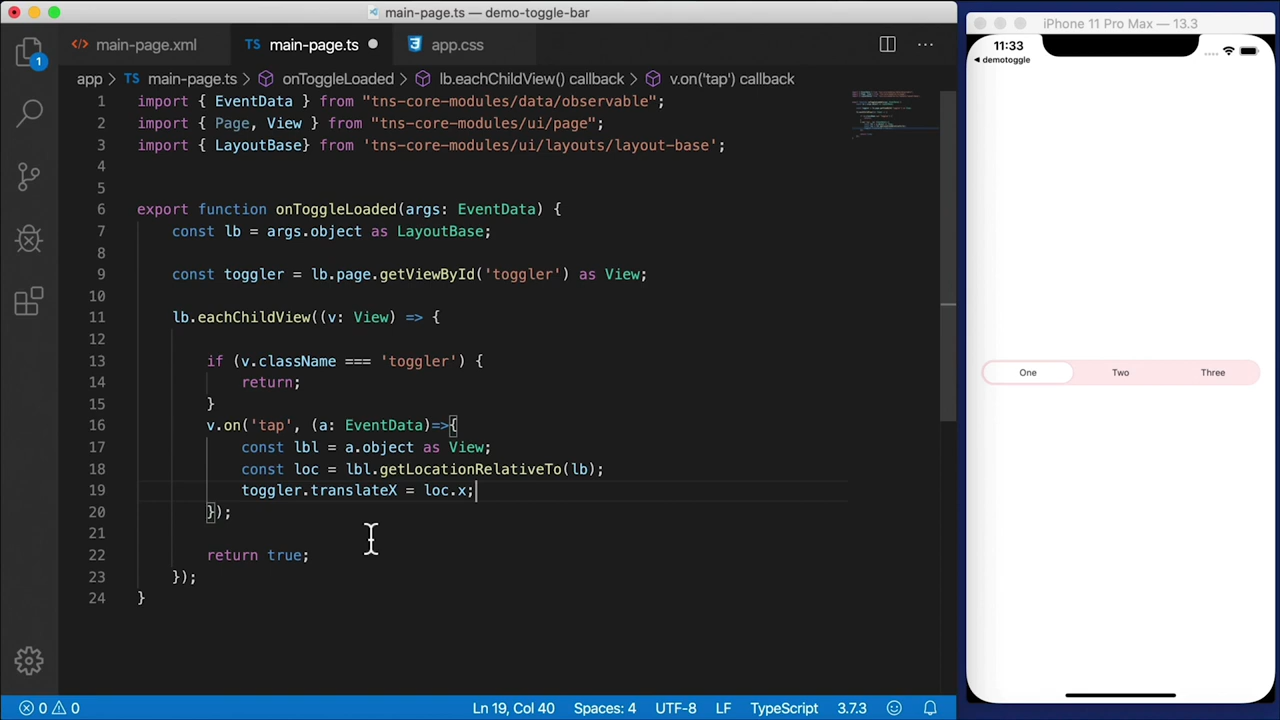 main-page.ts — demo-toggle-bar
main-page.xml
TS main-page.ts
app.css
app › TS main-page.ts › onToggleLoaded › lb.eachChildView() callback › v.on('tap') callback
1 import { EventData } from "tns-core-modules/data/observable";
2 import { Page, View } from "tns-core-modules/ui/page";
3 import { LayoutBase} from 'tns-core-modules/ui/layouts/layout-base';
4
5
6 export function onToggleLoaded(args: EventData) {
7 const lb = args.object as LayoutBase;
8
9 const toggler = lb.page.getViewById('toggler') as View;
10
11 lb.eachChildView((v: View) => {
12
13 if (v.className === 'toggler') {
14 return;
15 }
16 v.on('tap', (a: EventData)=>{
17 const lbl = a.object as View;
18 const loc = lbl.getLocationRelativeTo(lb);
19 toggler.translateX = loc.x;
20 });
21
22 return true;
23 });
24 }
1
0 0
Ln 19, Col 40
Spaces: 4
UTF-8
LF
TypeScript
3.7.3
iPhone 11 Pro Max — 13.3
11:33
◀ demotoggle
One
Two
Three